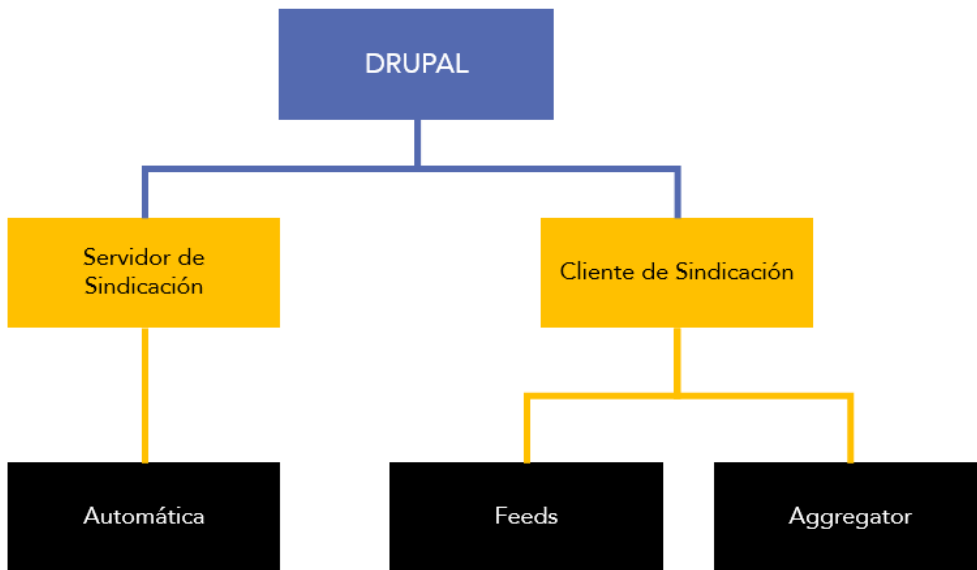 DRUPAL
Servidor de
Sindicación
Cliente de Sindicación
Automática
Feeds
Aggregator